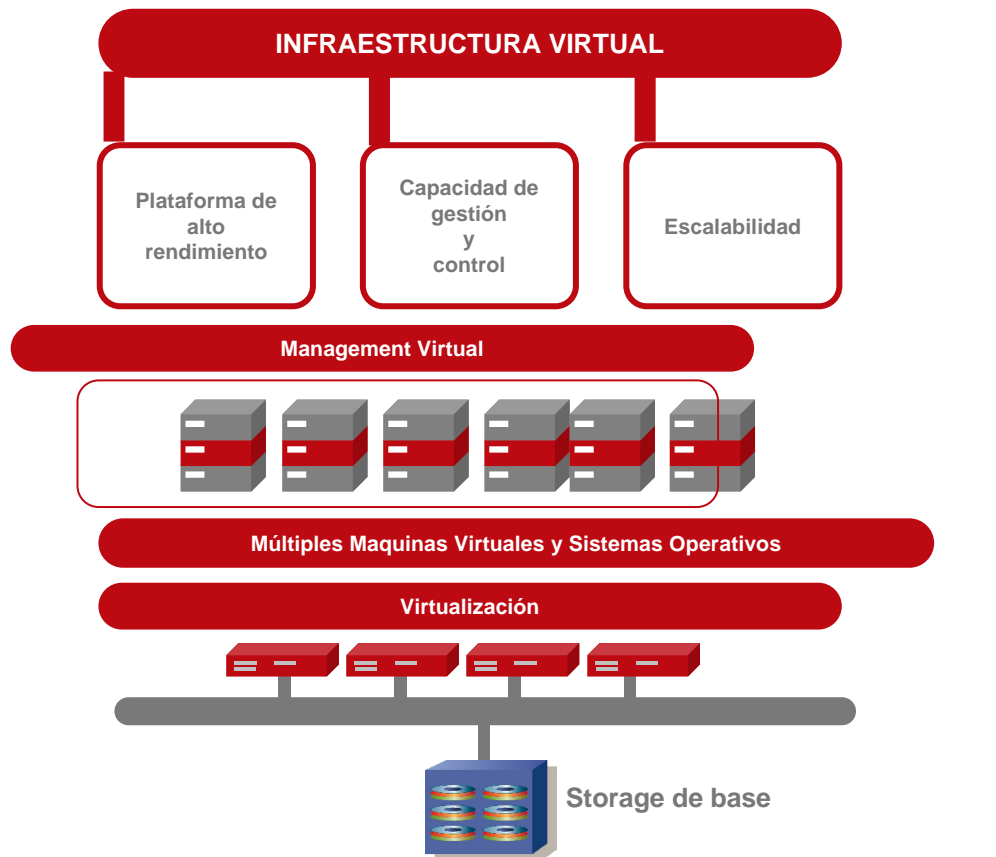 INFRAESTRUCTURA VIRTUAL
Plataforma de
alto
rendimiento
Capacidad de
gestión
y
control
Escalabilidad
Management Virtual
Múltiples Maquinas Virtuales y Sistemas Operativos
Virtualización
Storage de base